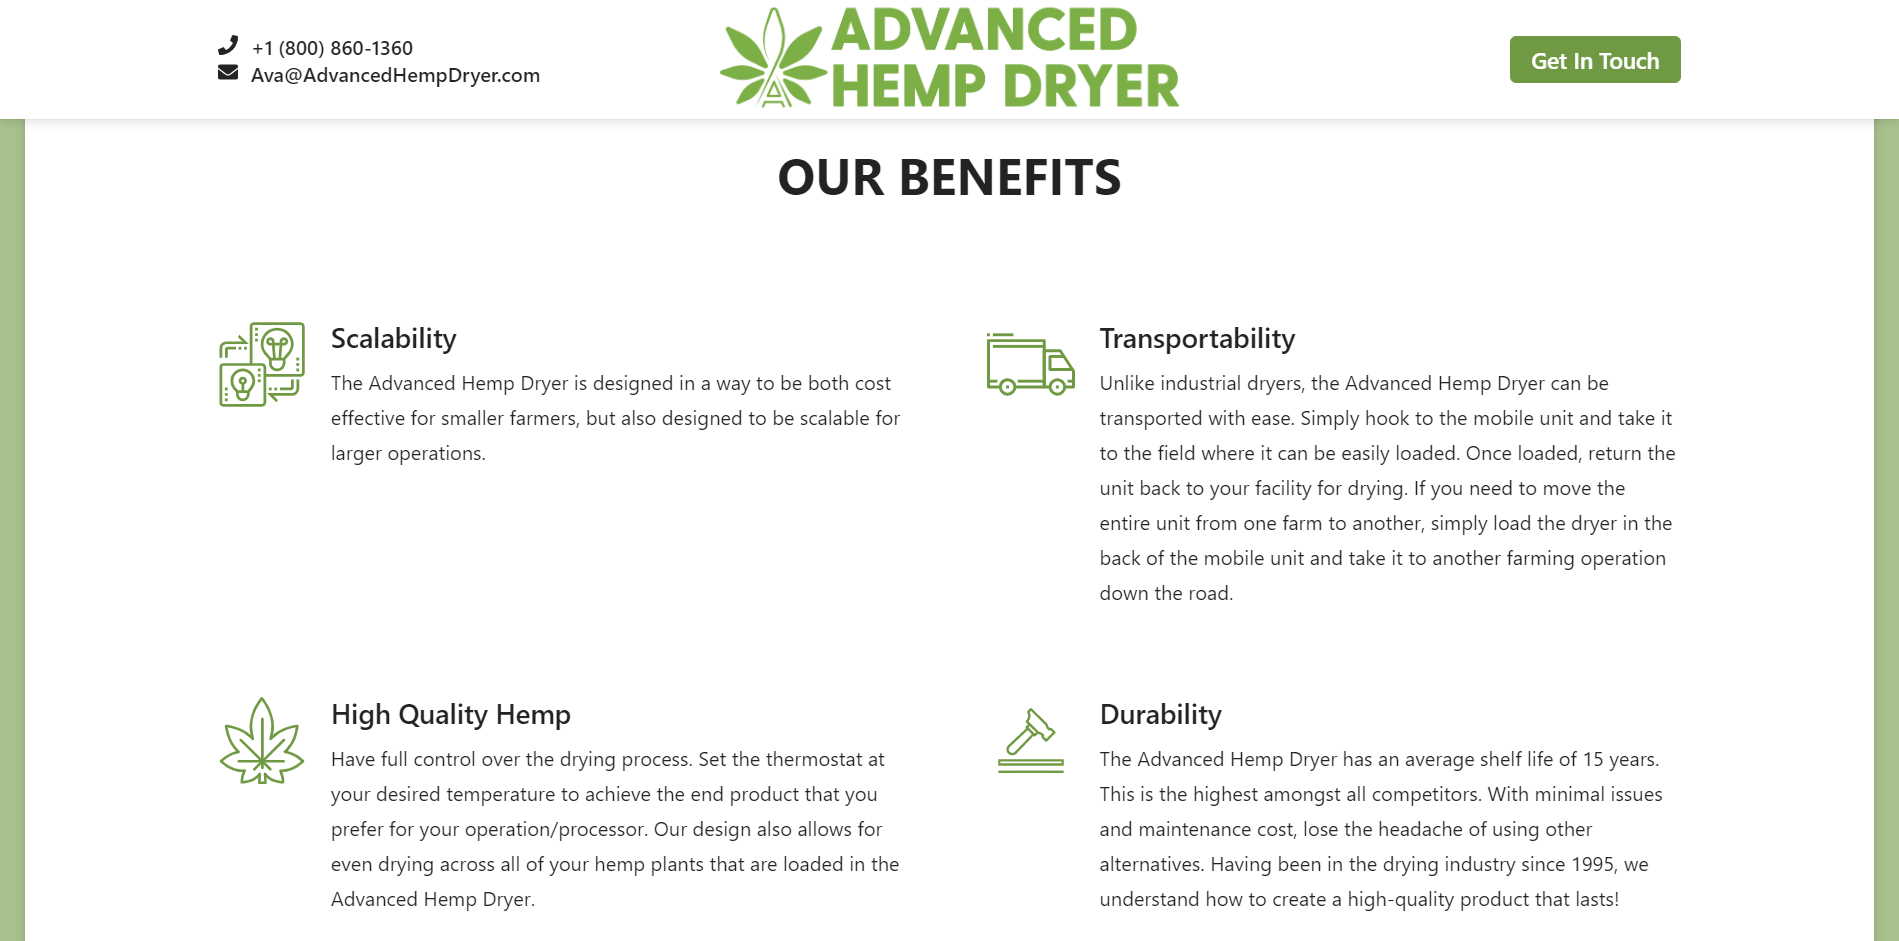 +1 (800) 860-1360
Ava@AdvancedHempDryer.com
ADVANCED
HEMP DRYER
Get In Touch
OUR BENEFITS
Scalability
The Advanced Hemp Dryer is designed in a way to be both cost
effective for smaller farmers, but also designed to be scalable for
larger operations.
Transportability
Unlike industrial dryers, the Advanced Hemp Dryer can be
transported with ease. Simply hook to the mobile unit and take it
to the field where it can be easily loaded. Once loaded, return the
unit back to your facility for drying. If you need to move the
entire unit from one farm to another, simply load the dryer in the
back of the mobile unit and take it to another farming operation
down the road.
High Quality Hemp
Have full control over the drying process. Set the thermostat at
your desired temperature to achieve the end product that you
prefer for your operation/processor. Our design also allows for
even drying across all of your hemp plants that are loaded in the
Advanced Hemp Dryer.
Durability
The Advanced Hemp Dryer has an average shelf life of 15 years.
This is the highest amongst all competitors. With minimal issues
and maintenance cost, lose the headache of using other
alternatives. Having been in the drying industry since 1995, we
understand how to create a high-quality product that lasts!